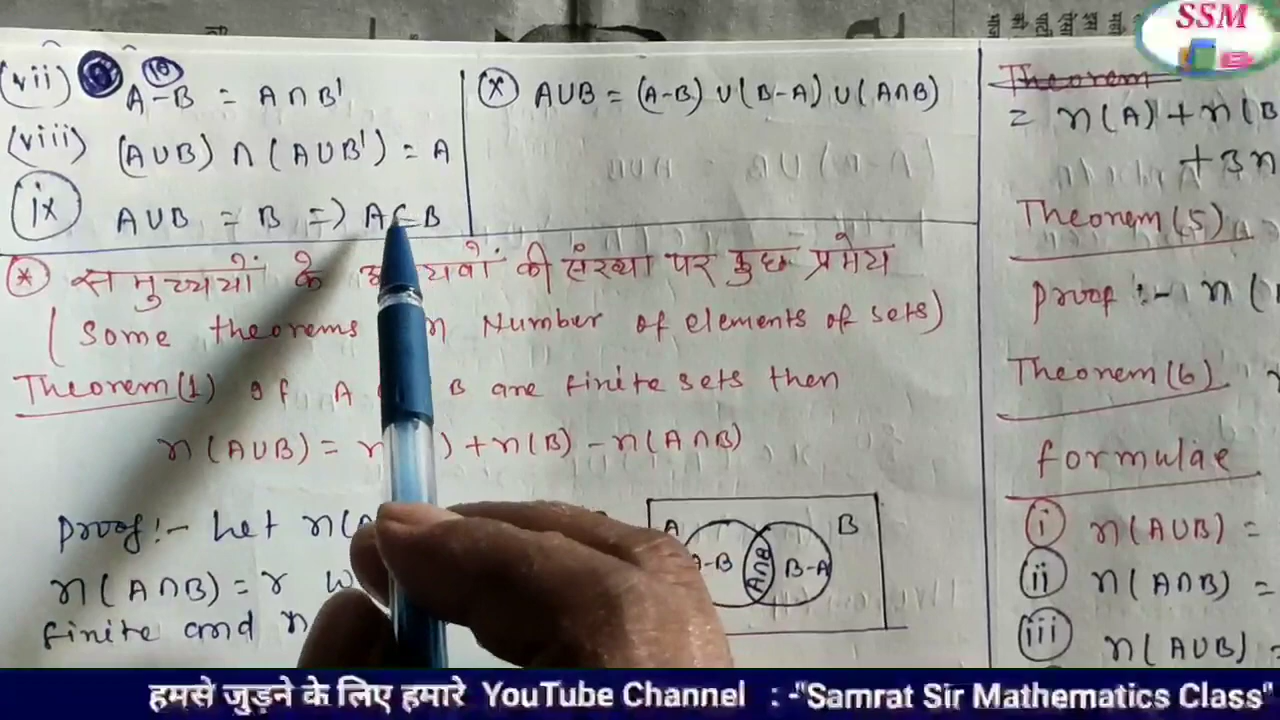 SSM
(vii) A-B = A∩B'
(viii) (A∪B) ∩ (A∪B') = A
(ix) A∪B = B => A⊂B
(x) A∪B = (A-B) ∪ (B-A) ∪ (A∩B)
* समुच्चयों के की संख्या पर कुछ प्रमेय
(Some theorems Number of elements of sets)
Theorem (1) If A B are finite sets then
n(A∪B) = ) + n(B) - n(A∩B)
Proof :- Let n(A
n(A∩B) = r
finite and n
A B
A-B A∩B B-A
Theorem
= n(A) + n(B
+ 3n
Theorem (5)
proof :- n (
Theorem (6)
formulae
(i) n(A∪B) =
(ii) n(A∩B) =
(iii) n(A∪B)
हमसे जुड़ने के लिए हमारे YouTube Channel :-"Samrat Sir Mathematics Class"